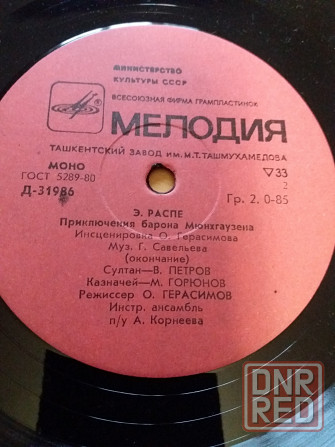 МИНИСТЕРСТВО
КУЛЬТУРЫ СССР
ВСЕСОЮЗНАЯ ФИРМА ГРАМПЛАСТИНОК
МЕЛОДИЯ
ТАШКЕНТСКИЙ ЗАВОД им. М.Т. ТАШМУХАМЕДОВА
МОНО
▽33
ГОСТ 5289-80
2
Д-31986
Гр. 2. 0-85
Э. РАСПЕ
Приключения барона Мюнхгаузена
Инсценировка О. Герасимова
Муз. Г. Савельева
(окончание)
Султан—В. ПЕТРОВ
Казначей—М. ГОРЮНОВ
Режиссер О. ГЕРАСИМОВ
Инстр. ансамбль
п/у А. Корнеева
DNR
RED